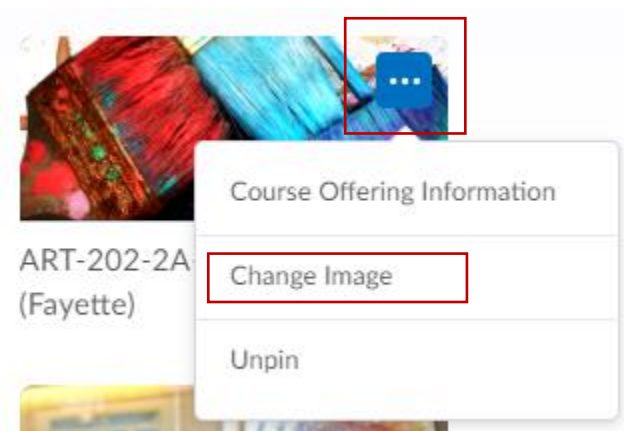 Course Offering Information
ART-202-2A-
Change Image
(Fayette)
Unpin